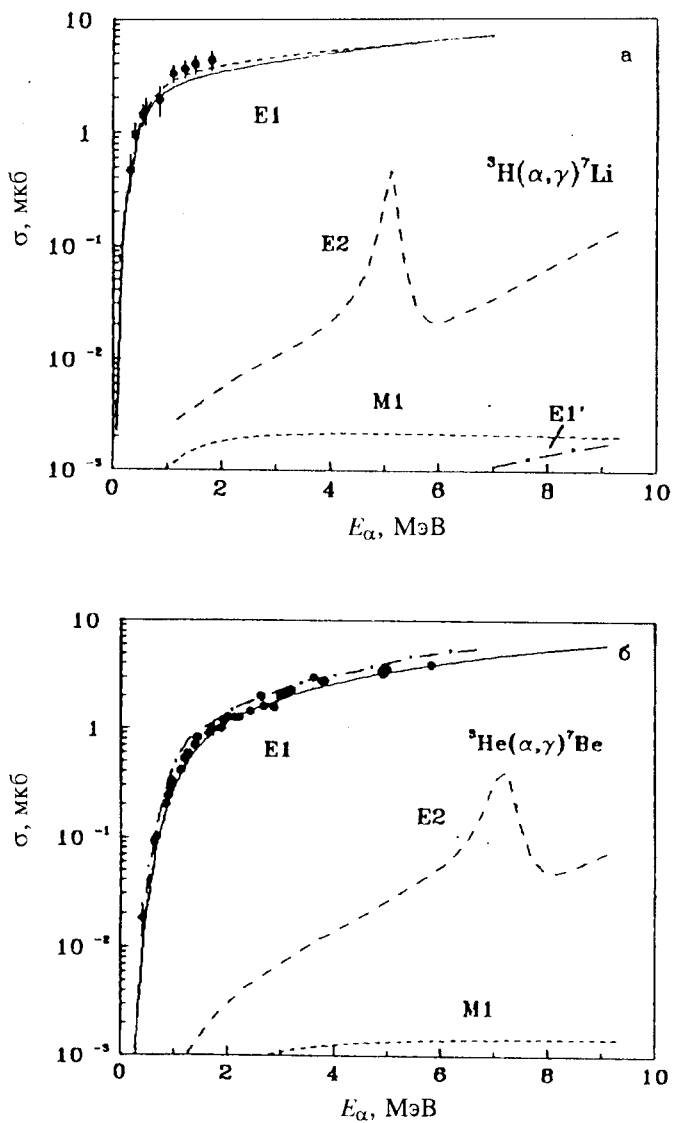 10
а
E1
³H(α,γ)⁷Li
σ, мкб
1
10⁻¹
E2
10⁻²
M1
E1'
10⁻³
0 2 4 6 8 10
E_α, МэВ
10
б
1
E1
³He(α,γ)⁷Be
σ, мкб
E2
10⁻¹
10⁻²
M1
10⁻³
0 2 4 6 8 10
E_α, МэВ